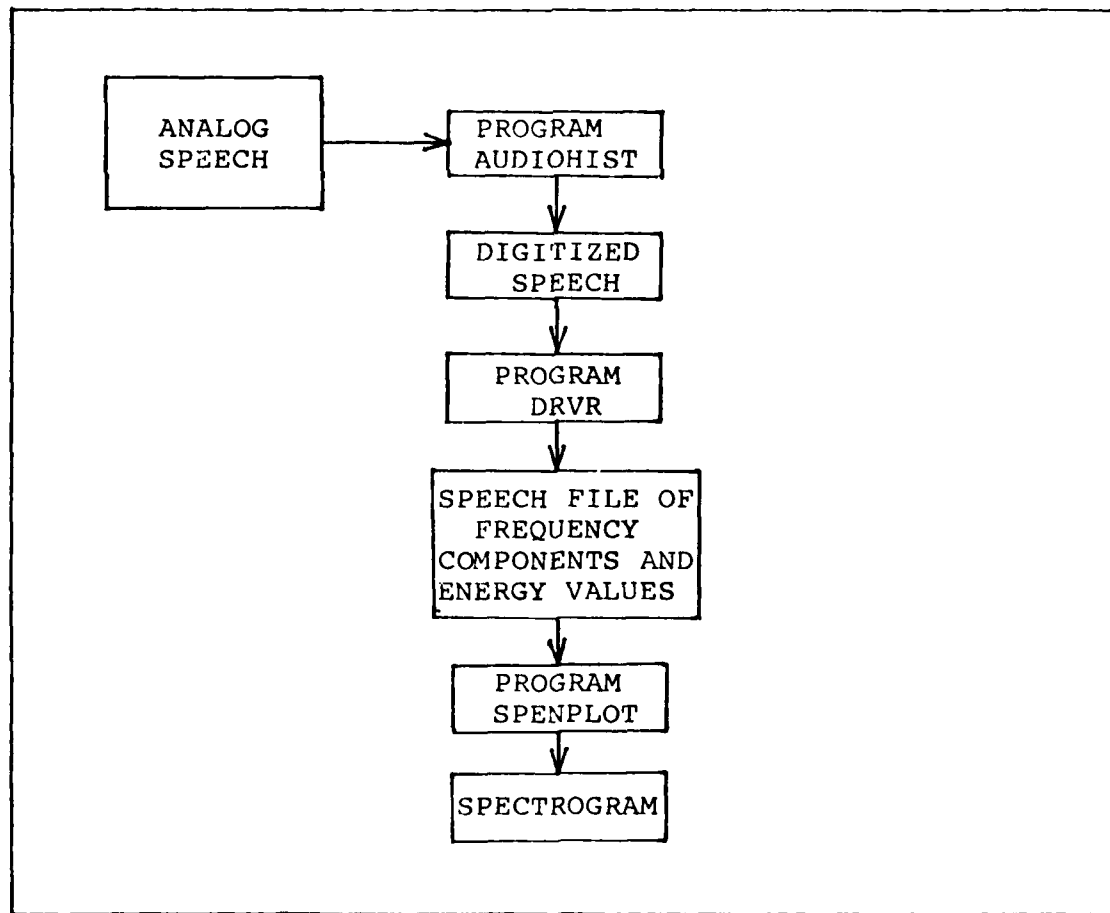 ANALOG
SPEECH
PROGRAM
AUDIOHIST
DIGITIZED
SPEECH
PROGRAM
DRVR
SPEECH FILE OF
FREQUENCY
COMPONENTS AND
ENERGY VALUES
PROGRAM
SPENPLOT
SPECTROGRAM